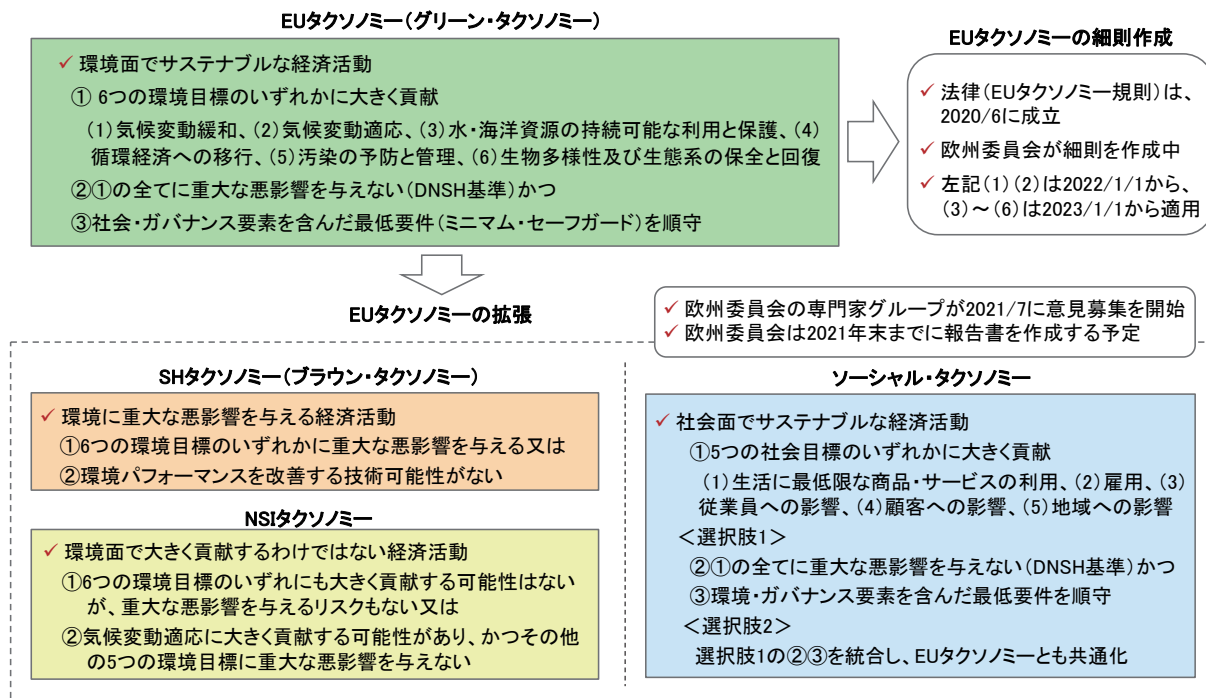 EUタクソノミー(グリーン・タクソノミー)
✓ 環境面でサステナブルな経済活動
① 6つの環境目標のいずれかに大きく貢献
(1)気候変動緩和、(2)気候変動適応、(3)水・海洋資源の持続可能な利用と保護、(4)
循環経済への移行、(5)汚染の予防と管理、(6)生物多様性及び生態系の保全と回復
②①の全てに重大な悪影響を与えない(DNSH基準)かつ
③社会・ガバナンス要素を含んだ最低要件(ミニマム・セーフガード)を順守
EUタクソノミーの細則作成
✓ 法律(EUタクソノミー規則)は、
2020/6に成立
✓ 欧州委員会が細則を作成中
✓ 左記(1)(2)は2022/1/1から、
(3)~(6)は2023/1/1から適用
EUタクソノミーの拡張
✓ 欧州委員会の専門家グループが2021/7に意見募集を開始
✓ 欧州委員会は2021年末までに報告書を作成する予定
SHタクソノミー(ブラウン・タクソノミー)
✓ 環境に重大な悪影響を与える経済活動
①6つの環境目標のいずれかに重大な悪影響を与える又は
②環境パフォーマンスを改善する技術可能性がない
NSIタクソノミー
✓ 環境面で大きく貢献するわけではない経済活動
①6つの環境目標のいずれにも大きく貢献する可能性はない
が、重大な悪影響を与えるリスクもない又は
②気候変動適応に大きく貢献する可能性があり、かつその他
の5つの環境目標に重大な悪影響を与えない
ソーシャル・タクソノミー
✓ 社会面でサステナブルな経済活動
①5つの社会目標のいずれかに大きく貢献
(1)生活に最低限な商品・サービスの利用、(2)雇用、(3)
従業員への影響、(4)顧客への影響、(5)地域への影響
<選択肢1>
②①の全てに重大な悪影響を与えない(DNSH基準)かつ
③環境・ガバナンス要素を含んだ最低要件を順守
<選択肢2>
選択肢1の②③を統合し、EUタクソノミーとも共通化